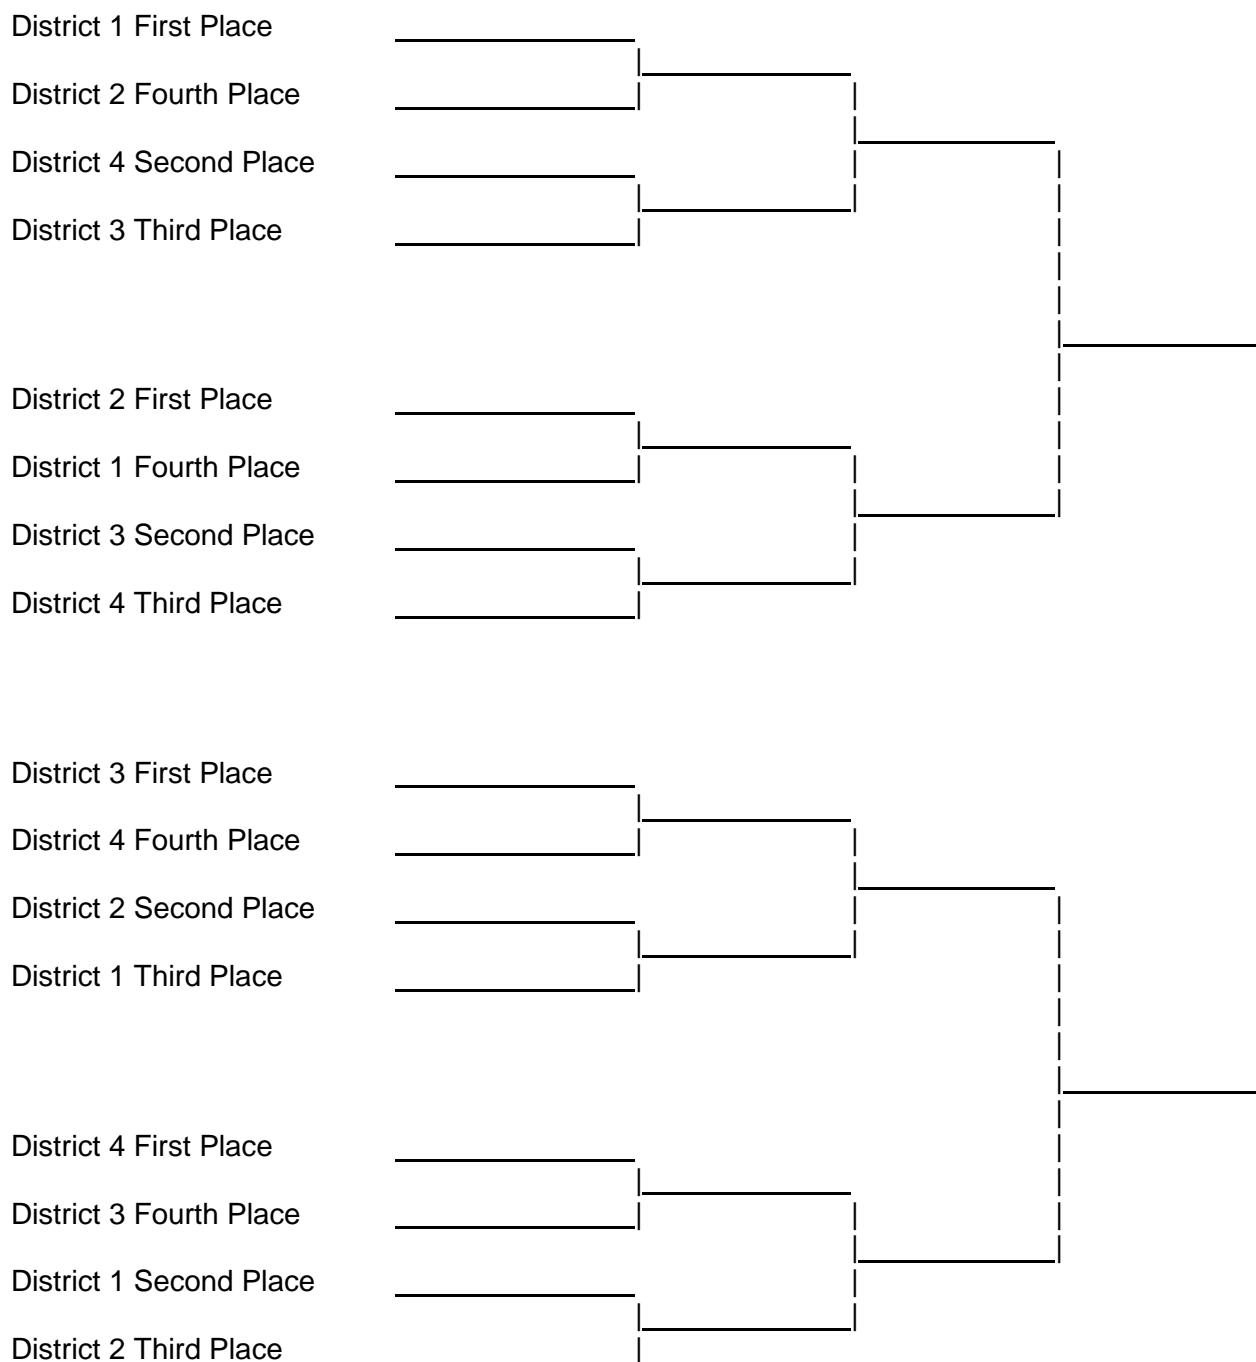 District 1 First Place
District 2 Fourth Place
District 4 Second Place
District 3 Third Place
District 2 First Place
District 1 Fourth Place
District 3 Second Place
District 4 Third Place
District 3 First Place
District 4 Fourth Place
District 2 Second Place
District 1 Third Place
District 4 First Place
District 3 Fourth Place
District 1 Second Place
District 2 Third Place